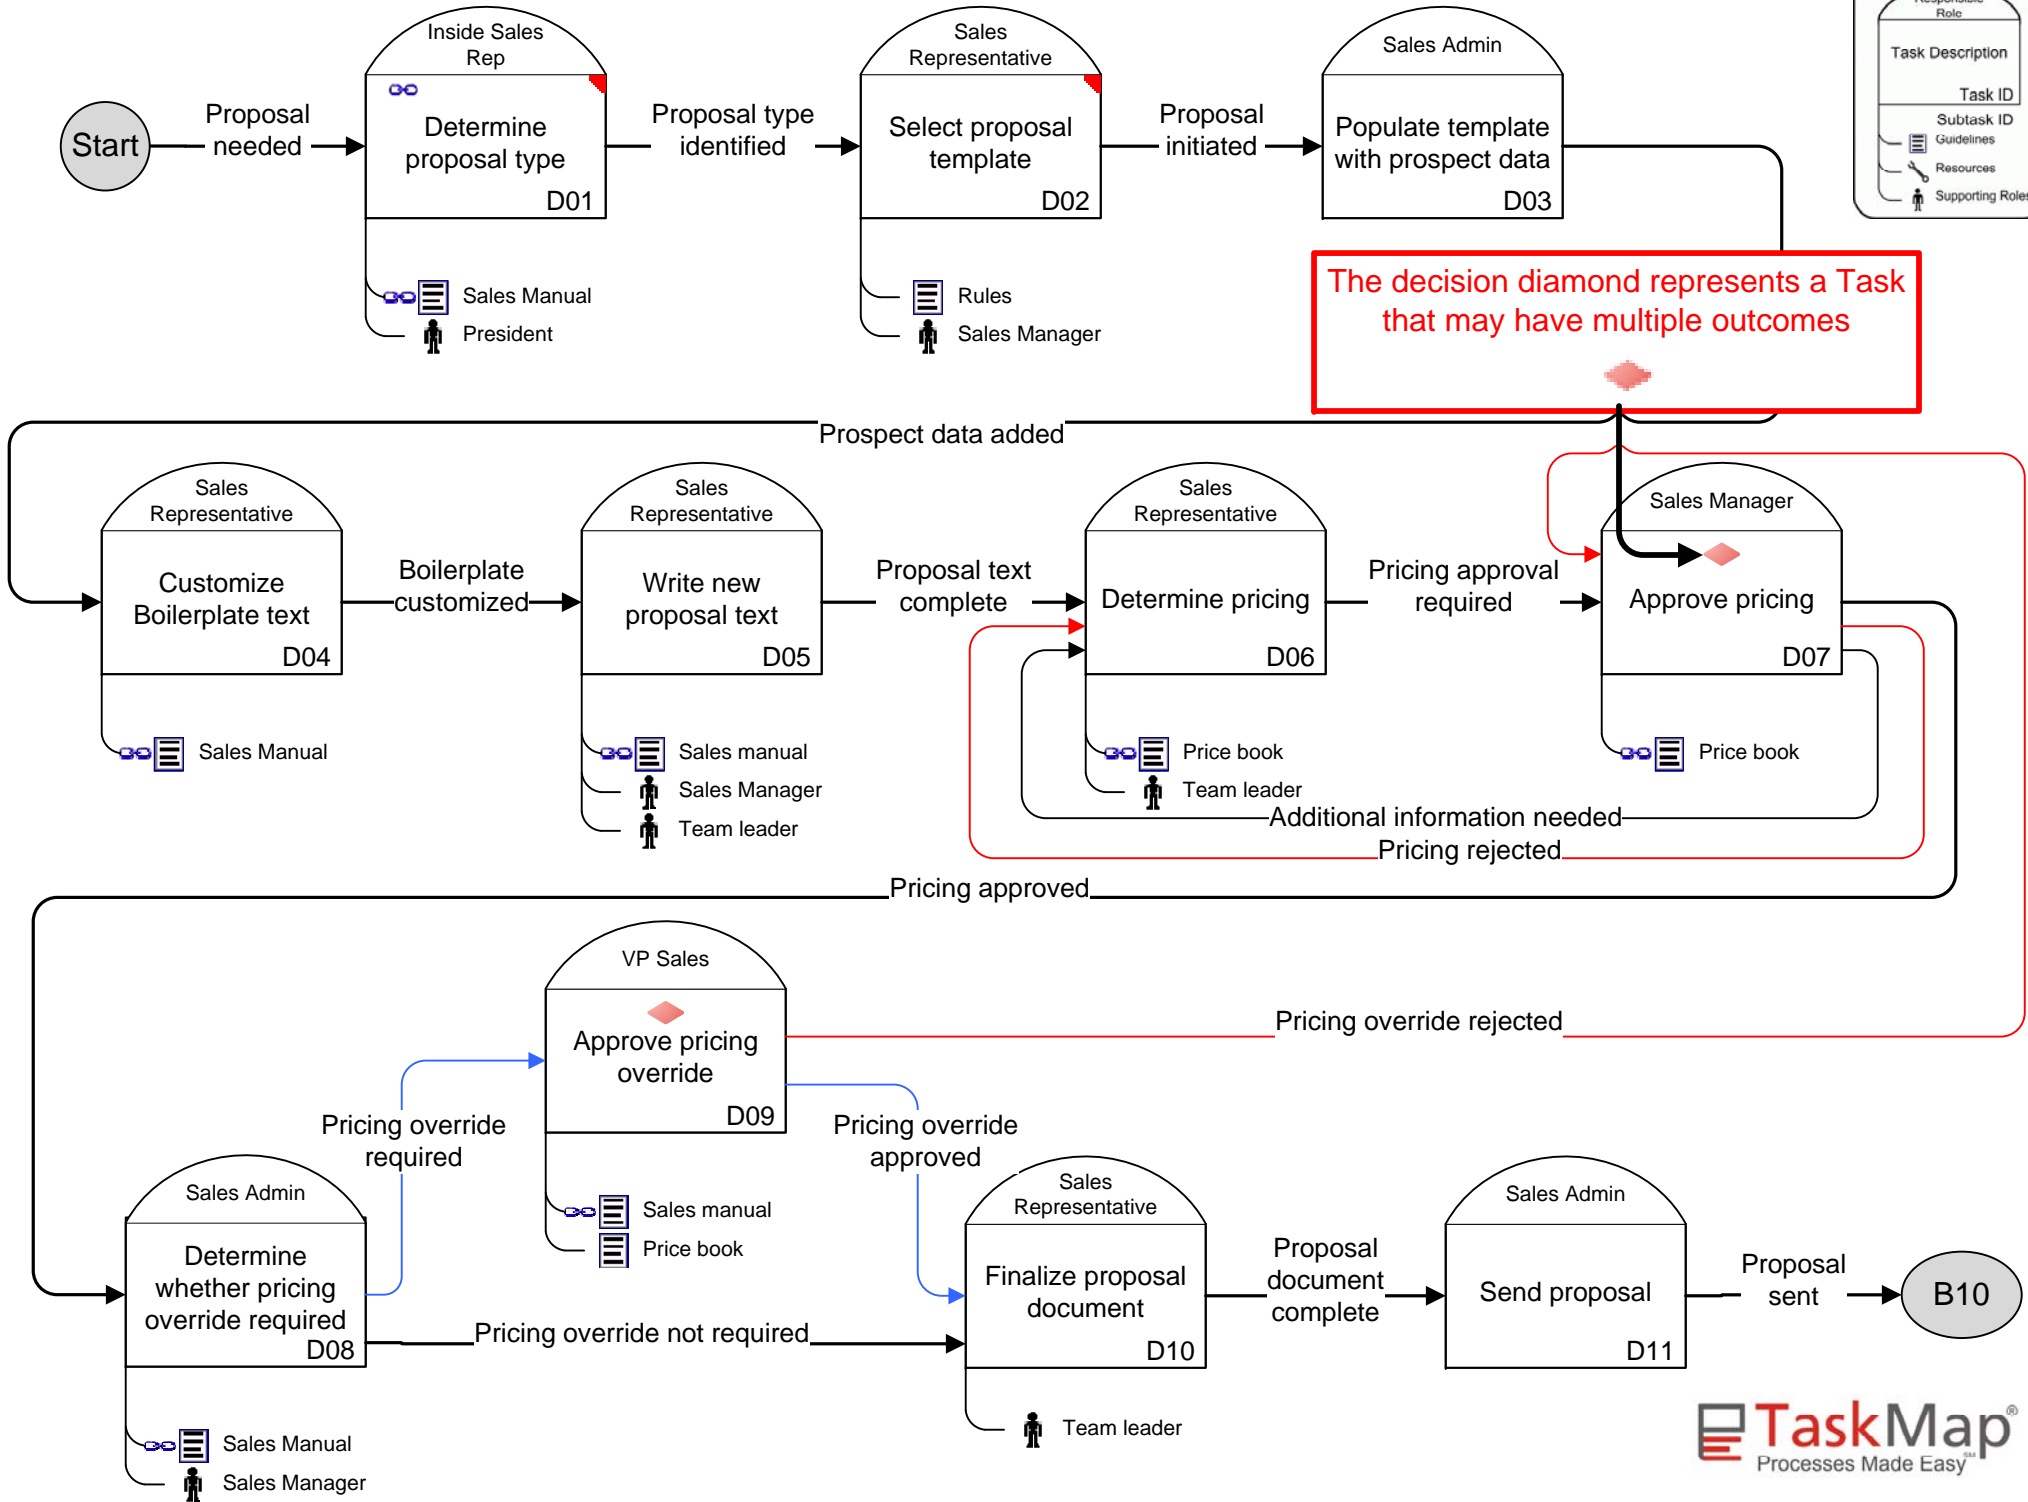 Responsible
Role
Task Description
Task ID
Subtask ID
Guidelines
Resources
Supporting Roles
Start
Proposal
needed
Inside Sales
Rep
Determine
proposal type
D01
Sales Manual
President
Proposal type
identified
Sales
Representative
Select proposal
template
D02
Rules
Sales Manager
Proposal
initiated
Sales Admin
Populate template
with prospect data
D03
The decision diamond represents a Task
that may have multiple outcomes
Prospect data added
Sales
Representative
Customize
Boilerplate text
D04
Sales Manual
Boilerplate
customized
Sales
Representative
Write new
proposal text
D05
Sales manual
Sales Manager
Team leader
Proposal text
complete
Sales
Representative
Determine pricing
D06
Price book
Team leader
Pricing approval
required
Sales Manager
Approve pricing
D07
Price book
Additional information needed
Pricing rejected
Pricing approved
VP Sales
Approve pricing
override
D09
Sales manual
Price book
Pricing override rejected
Pricing override
required
Pricing override
approved
Sales Admin
Determine
whether pricing
override required
D08
Sales Manual
Sales Manager
Pricing override not required
Sales
Representative
Finalize proposal
document
D10
Team leader
Proposal
document
complete
Sales Admin
Send proposal
D11
Proposal
sent
B10
TaskMap®
Processes Made Easy℠